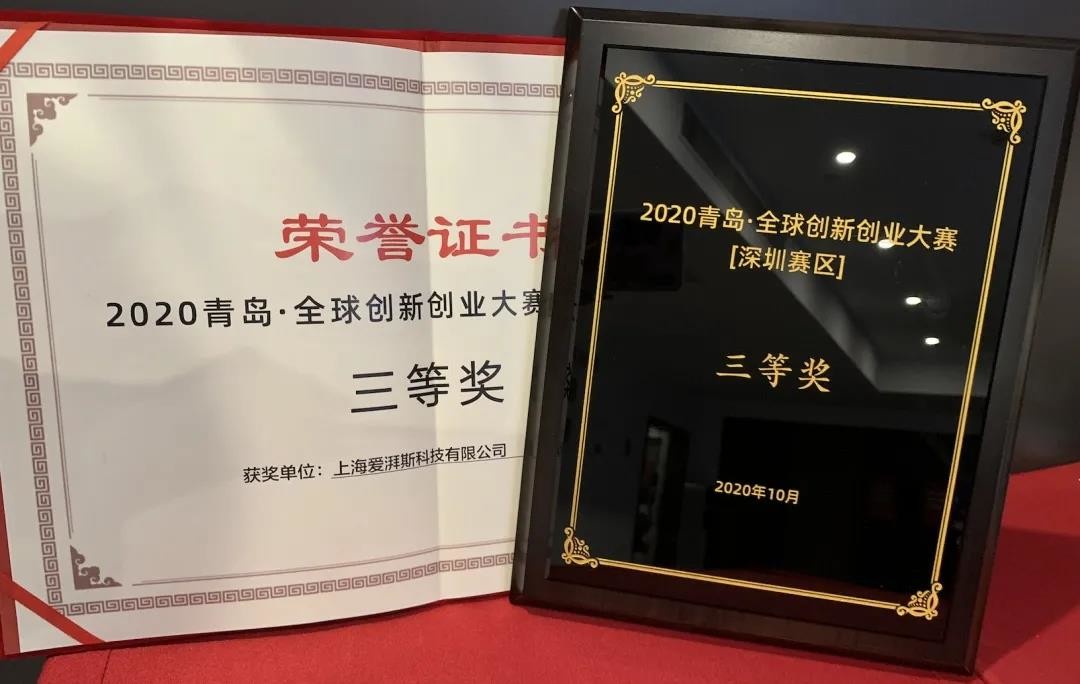 荣誉证书
2020青岛·全球创新创业大赛
三等奖
获奖单位：上海爱湃斯科技有限公司
2020青岛·全球创新创业大赛
[深圳赛区]
三等奖
2020年10月